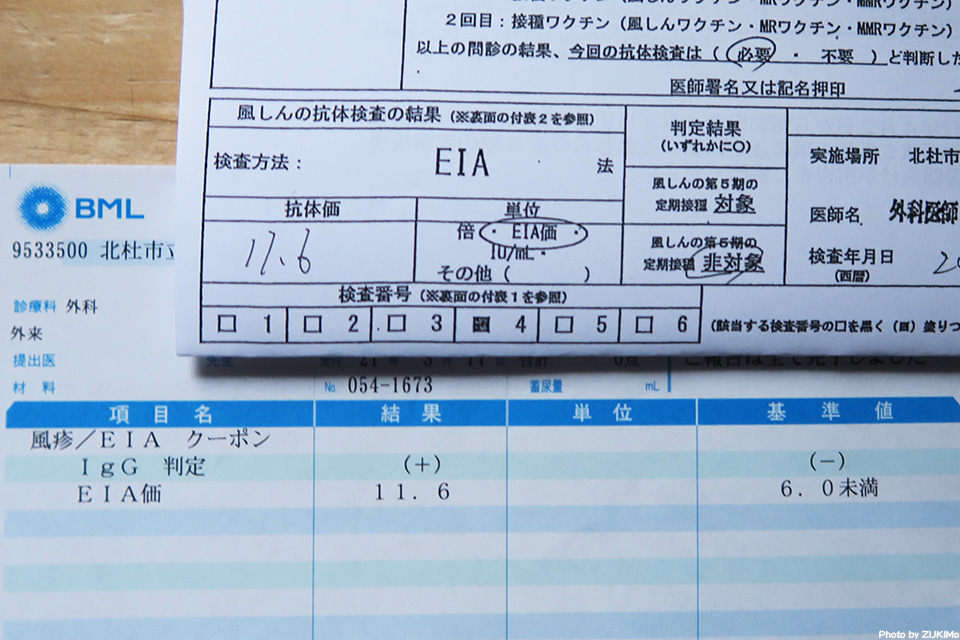 2回目：接種ワクチン（風しんワクチン・MRワクチン・MMRワクチン）
以上の問診の結果、今回の抗体検査は（ 必要 ・ 不要 ）と判断した
医師署名又は記名押印
風しんの抗体検査の結果（※裏面の付表２を参照）
検査方法： EIA 法
抗体価 単位
11.6
倍 ・ EIA価 ・
IU/mL ・
その他（ ）
判定結果
（いずれかに○）
風しんの第５期の
定期接種 対象
風しんの第５期の
定期接種 非対象
実施場所 北杜市
医師名 外科医師
検査年月日
（西暦）
検査番号（※裏面の付表１を参照）
□ 1 □ 2 □ 3 ■ 4 □ 5 □ 6
（該当する検査番号の□を黒く（■）塗りつ
BML
9533500 北杜市立
診療科 外科
外来
提出医
材 料
No. 054-1673 蓄尿量 mL
項目名 結果 単位 基準値
風疹／ＥＩＡ クーポン
ＩｇＧ 判定 （＋） （－）
ＥＩＡ価 １１．６ ６．０未満
Photo by ZUKIMo